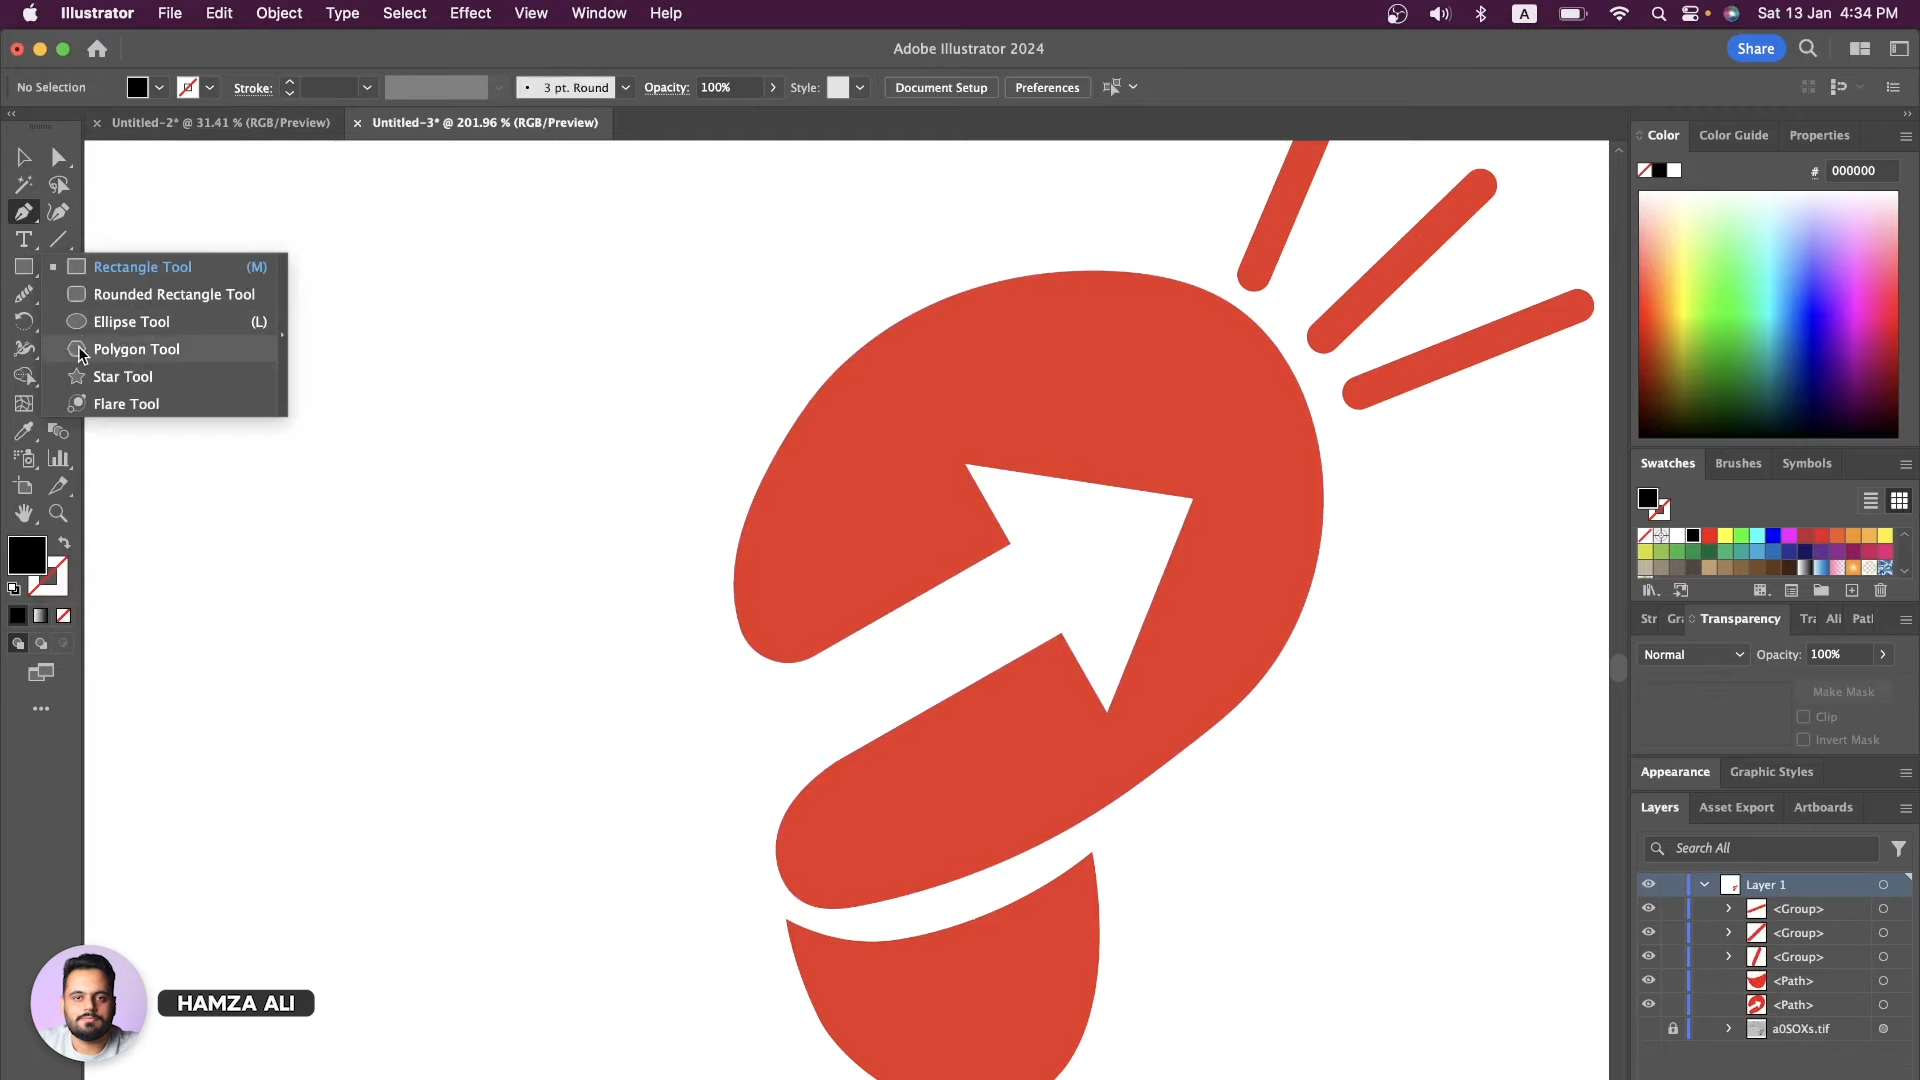 Illustrator File Edit Object Type Select Effect View Window Help A Sat 13 Jan 4:34 PM
Adobe Illustrator 2024 Share
No Selection Stroke: 3 pt. Round Opacity: 100% Style: Document Setup Preferences
Untitled-2* @ 31.41 % (RGB/Preview) Untitled-3* @ 201.96 % (RGB/Preview)
Color Color Guide Properties
# 000000
Rectangle Tool (M)
Rounded Rectangle Tool
Ellipse Tool (L)
Polygon Tool
Star Tool
Flare Tool
Swatches Brushes Symbols
Str Gr Transparency Tr Ali Patl
Normal Opacity: 100%
Make Mask
Clip
Invert Mask
Appearance Graphic Styles
Layers Asset Export Artboards
Search All
Layer 1
<Group>
<Group>
<Group>
<Path>
<Path>
a0SOXs.tif
HAMZA ALI